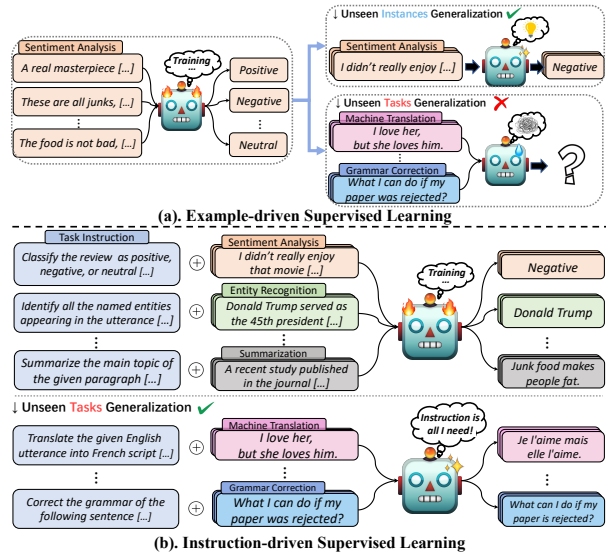 Sentiment Analysis
A real masterpiece [...]
These are all junks, [...]
The food is not bad, [...]
Training
...
Positive
Negative
Neutral
↓ Unseen Instances Generalization ✓
Sentiment Analysis
I didn't really enjoy [...]
Negative
↓ Unseen Tasks Generalization ✗
Machine Translation
I love her,
but she loves him.
Grammar Correction
What I can do if my
paper was rejected?
?
(a). Example-driven Supervised Learning
Task Instruction
Classify the review as positive,
negative, or neutral [...]
Sentiment Analysis
I didn't really enjoy
that movie [...]
Identify all the named entities
appearing in the utterance [...]
Entity Recognition
Donald Trump served as
the 45th president [...]
Summarize the main topic of
the given paragraph [...]
Summarization
A recent study published
in the journal [...]
Training
...
Negative
Donald Trump
Junk food makes
people fat.
↓ Unseen Tasks Generalization ✓
Translate the given English
utterance into French script [...]
Machine Translation
I love her,
but she loves him.
Correct the grammar of the
following sentence [...]
Grammar Correction
What I can do if my
paper was rejected?
Instruction is
all I need!
Je l'aime mais
elle l'aime.
What can I do if my
paper is rejected?
(b). Instruction-driven Supervised Learning